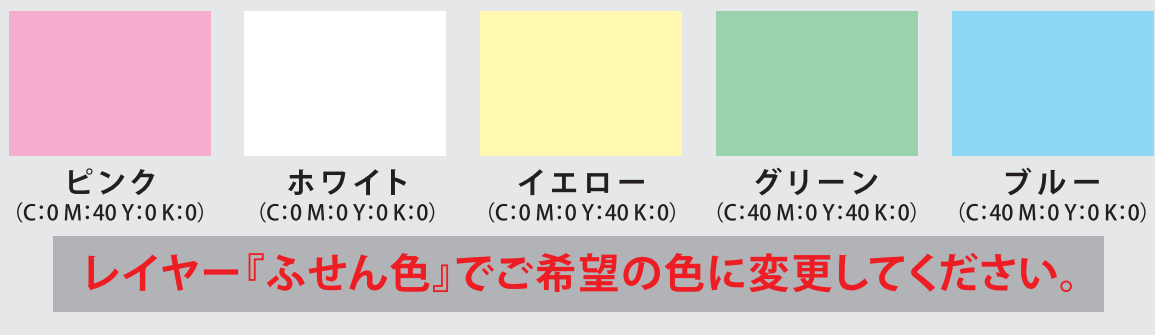 ピンク ホワイト イエロー グリーン ブルー
(C:0 M:40 Y:0 K:0) (C:0 M:0 Y:0 K:0) (C:0 M:0 Y:40 K:0) (C:40 M:0 Y:40 K:0) (C:40 M:0 Y:0 K:0)
レイヤー『ふせん色』でご希望の色に変更してください。